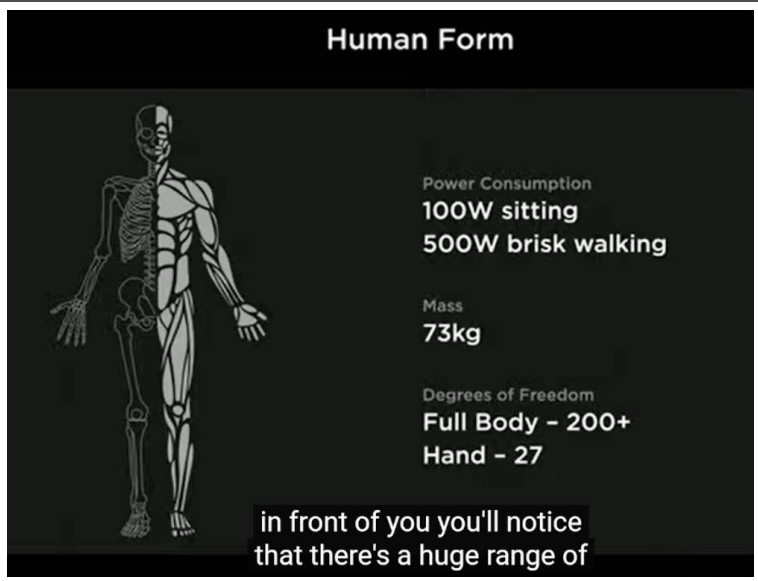 Human Form
Power Consumption
100W sitting
500W brisk walking
Mass
73kg
Degrees of Freedom
Full Body – 200+
Hand – 27
in front of you you'll notice
that there's a huge range of